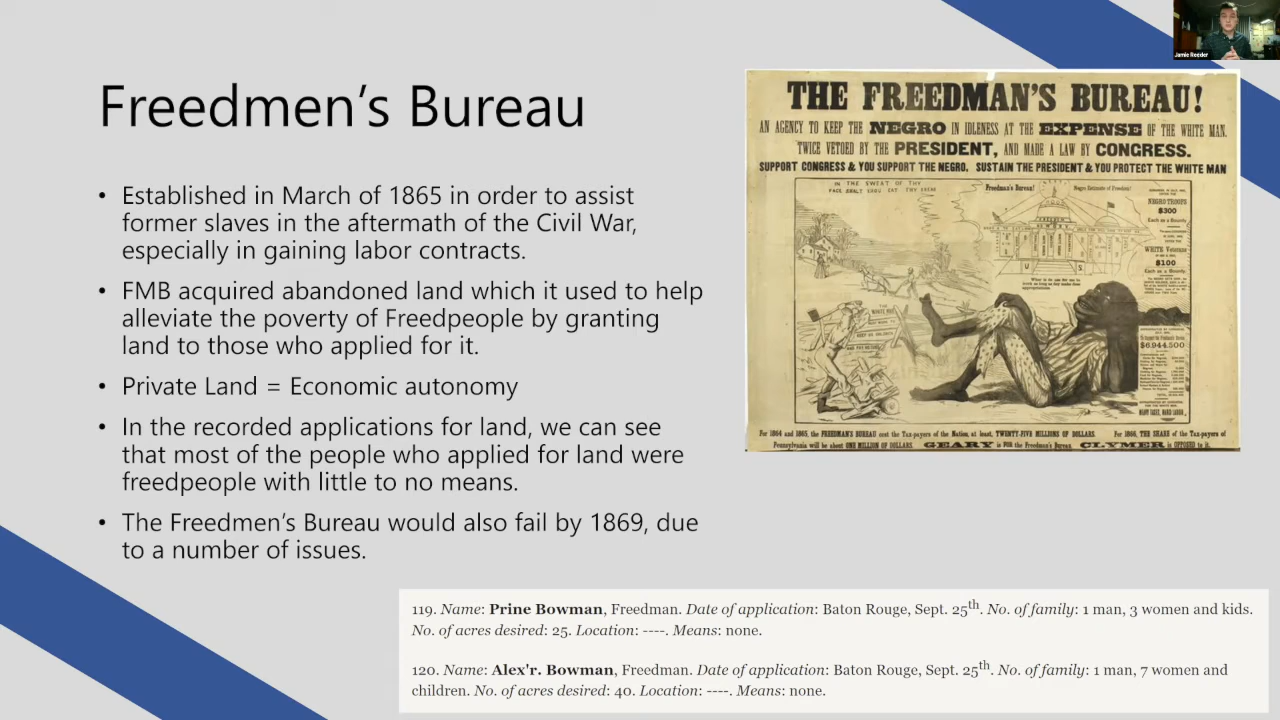 Jamie Reeder
Freedmen's Bureau
• Established in March of 1865 in order to assist
former slaves in the aftermath of the Civil War,
especially in gaining labor contracts.
• FMB acquired abandoned land which it used to help
alleviate the poverty of Freedpeople by granting
land to those who applied for it.
• Private Land = Economic autonomy
• In the recorded applications for land, we can see
that most of the people who applied for land were
freedpeople with little to no means.
• The Freedmen's Bureau would also fail by 1869, due
to a number of issues.
THE FREEDMAN'S BUREAU!
AN AGENCY TO KEEP THE NEGRO IN IDLENESS AT THE EXPENSE OF THE WHITE MAN.
TWICE VETOED BY THE PRESIDENT, AND MADE A LAW BY CONGRESS.
SUPPORT CONGRESS & YOU SUPPORT THE NEGRO. SUSTAIN THE PRESIDENT & YOU PROTECT THE WHITE MAN
IN THE SWEAT OF THY
FACE SHALT THOU EAT THY BREAD
Freedman's Bureau!
Negro Estimate of Freedom!
NEGRO TROOPS
$300
Each as a Bounty
WHITE Veterans
$100
Each as a Bounty
$6,944,500
For 1864 and 1865, the FREEDMAN'S BUREAU cost the Tax-payers of the Nation, at least, TWENTY-FIVE MILLIONS OF DOLLARS. For 1866, THE SHARE of the Tax-payers of
Pennsylvania will be about ONE MILLION OF DOLLARS. GEARY is FOR the Freedman's Bureau. CLYMER is OPPOSED to it.
119. Name: Prine Bowman, Freedman. Date of application: Baton Rouge, Sept. 25th. No. of family: 1 man, 3 women and kids.
No. of acres desired: 25. Location: ----. Means: none.
120. Name: Alex'r. Bowman, Freedman. Date of application: Baton Rouge, Sept. 25th. No. of family: 1 man, 7 women and
children. No. of acres desired: 40. Location: ----. Means: none.